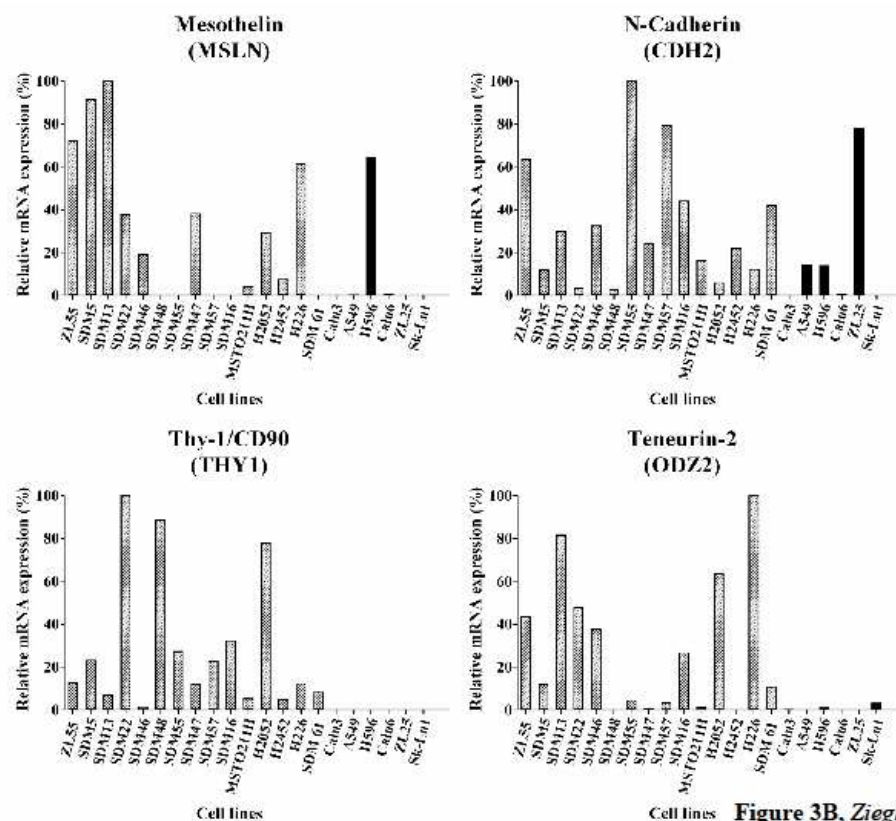 Mesothelin
(MSLN)
Relative mRNA expression (%)
100
80
60
40
20
0
ZL55
SDM5
SDM13
SDM22
SDM46
SDM48
SDM55
SDM47
SDM57
SDM16
MSTO211H
H2052
H2452
H226
SDM 61
Calu3
A549
H596
Calu6
ZL25
Sk-Lu1
Cell lines
N-Cadherin
(CDH2)
Relative mRNA expression (%)
100
80
60
40
20
0
ZL55
SDM5
SDM13
SDM22
SDM46
SDM48
SDM55
SDM47
SDM57
SDM16
MSTO211H
H2052
H2452
H226
SDM 61
Calu3
A549
H596
Calu6
ZL25
Sk-Lu1
Cell lines
Thy-1/CD90
(THY1)
Relative mRNA expression (%)
100
80
60
40
20
0
ZL55
SDM5
SDM13
SDM22
SDM46
SDM48
SDM55
SDM47
SDM57
SDM16
MSTO211H
H2052
H2452
H226
SDM 61
Calu3
A549
H596
Calu6
ZL25
Sk-Lu1
Cell lines
Teneurin-2
(ODZ2)
Relative mRNA expression (%)
100
80
60
40
20
0
ZL55
SDM5
SDM13
SDM22
SDM46
SDM48
SDM55
SDM47
SDM57
SDM16
MSTO211H
H2052
H2452
H226
SDM 61
Calu3
A549
H596
Calu6
ZL25
Sk-Lu1
Cell lines
Figure 3B, Zieg